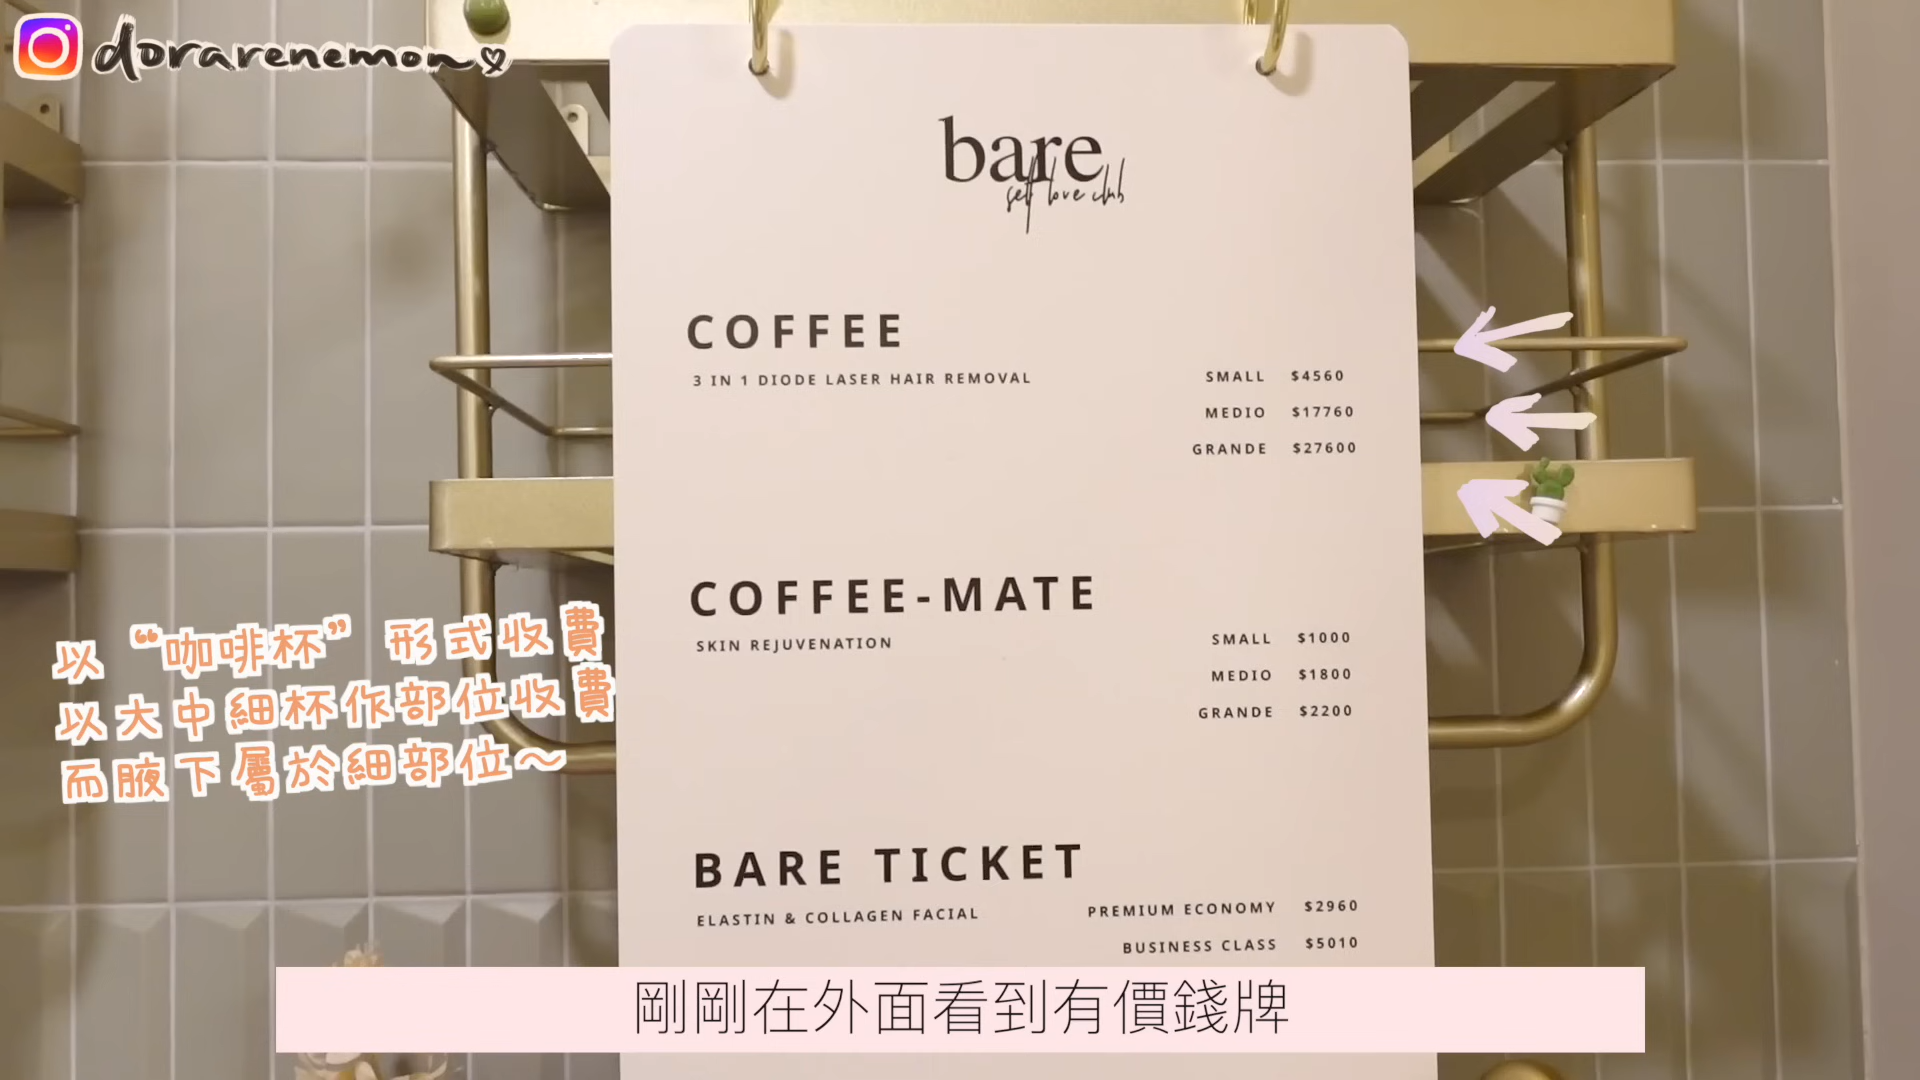 dorarenemon
bare
self love club
COFFEE
3 IN 1 DIODE LASER HAIR REMOVAL
SMALL $4560
MEDIO $17760
GRANDE $27600
COFFEE-MATE
SKIN REJUVENATION
SMALL $1000
MEDIO $1800
GRANDE $2200
以“咖啡杯”形式收費
以大中細杯作部位收費
而腋下屬於細部位～
BARE TICKET
ELASTIN & COLLAGEN FACIAL
PREMIUM ECONOMY $2960
BUSINESS CLASS $5010
剛剛在外面看到有價錢牌